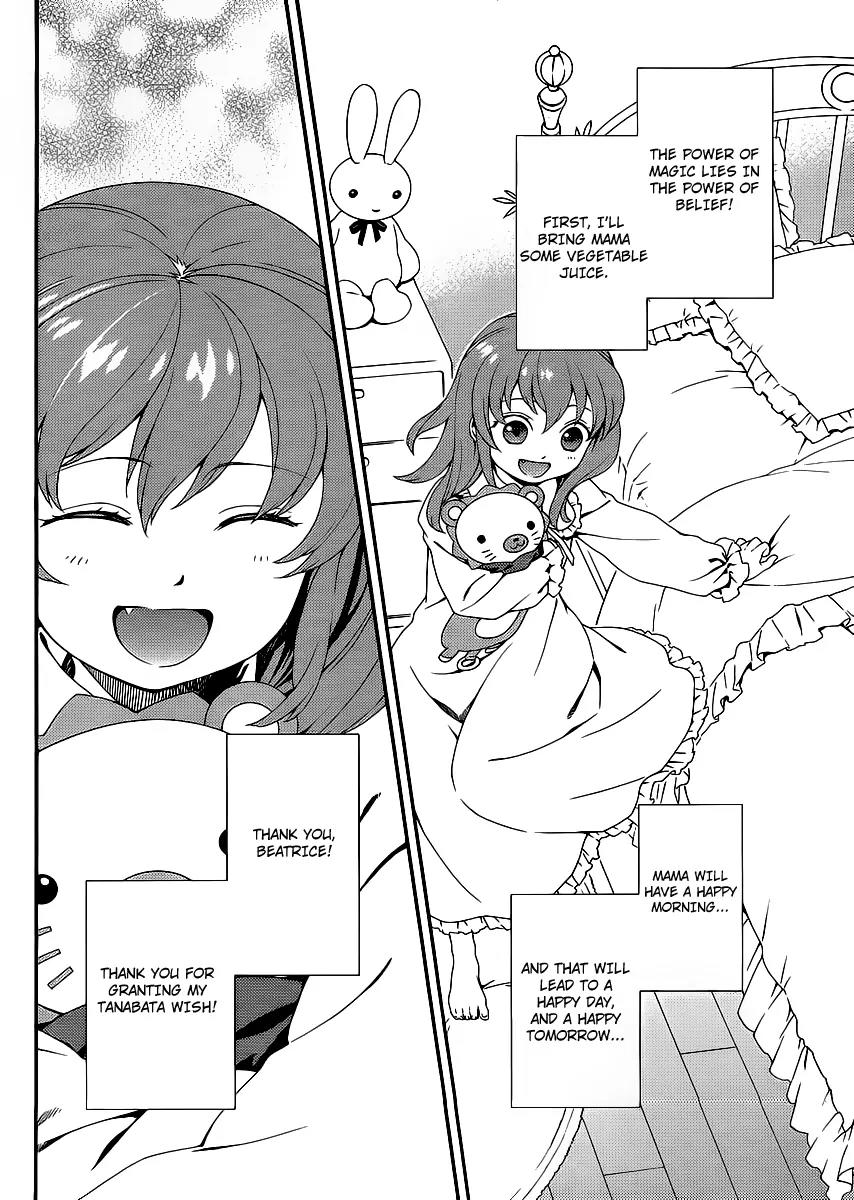 THE POWER OF
MAGIC LIES IN
THE POWER OF
BELIEF!
FIRST, I'LL
BRING MAMA
SOME VEGETABLE
JUICE.
MAMA WILL
HAVE A HAPPY
MORNING...
AND THAT WILL
LEAD TO A
HAPPY DAY,
AND A HAPPY
TOMORROW...
THANK YOU,
BEATRICE!
THANK YOU FOR
GRANTING MY
TANABATA WISH!